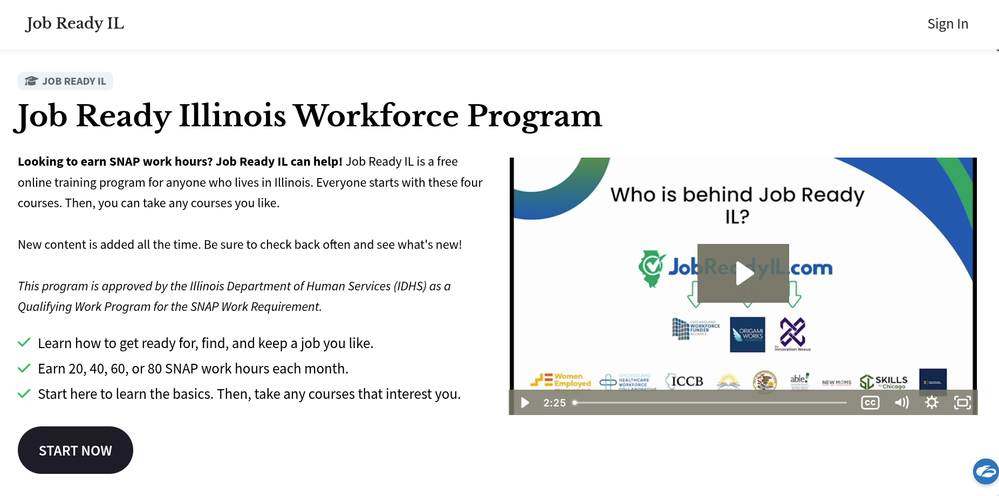 Job Ready IL
Sign In
JOB READY IL
Job Ready Illinois Workforce Program
Looking to earn SNAP work hours? Job Ready IL can help! Job Ready IL is a free
online training program for anyone who lives in Illinois. Everyone starts with these four
courses. Then, you can take any courses you like.
New content is added all the time. Be sure to check back often and see what's new!
This program is approved by the Illinois Department of Human Services (IDHS) as a
Qualifying Work Program for the SNAP Work Requirement.
Learn how to get ready for, find, and keep a job you like.
Earn 20, 40, 60, or 80 SNAP work hours each month.
Start here to learn the basics. Then, take any courses that interest you.
START NOW
Who is behind Job Ready
IL?
JobReadyIL.com
CHICAGOLAND
WORKFORCE
FUNDER
ALLIANCE
ORIGAMI
WORKS
FOUNDATION
the
Innovation Nexus
Women
Employed
CHICAGOLAND
HEALTHCARE
WORKFORCE
COLLABORATIVE
ICCB
able!
NEW MOMS
SKILLS
for Chicago
2:25
CC